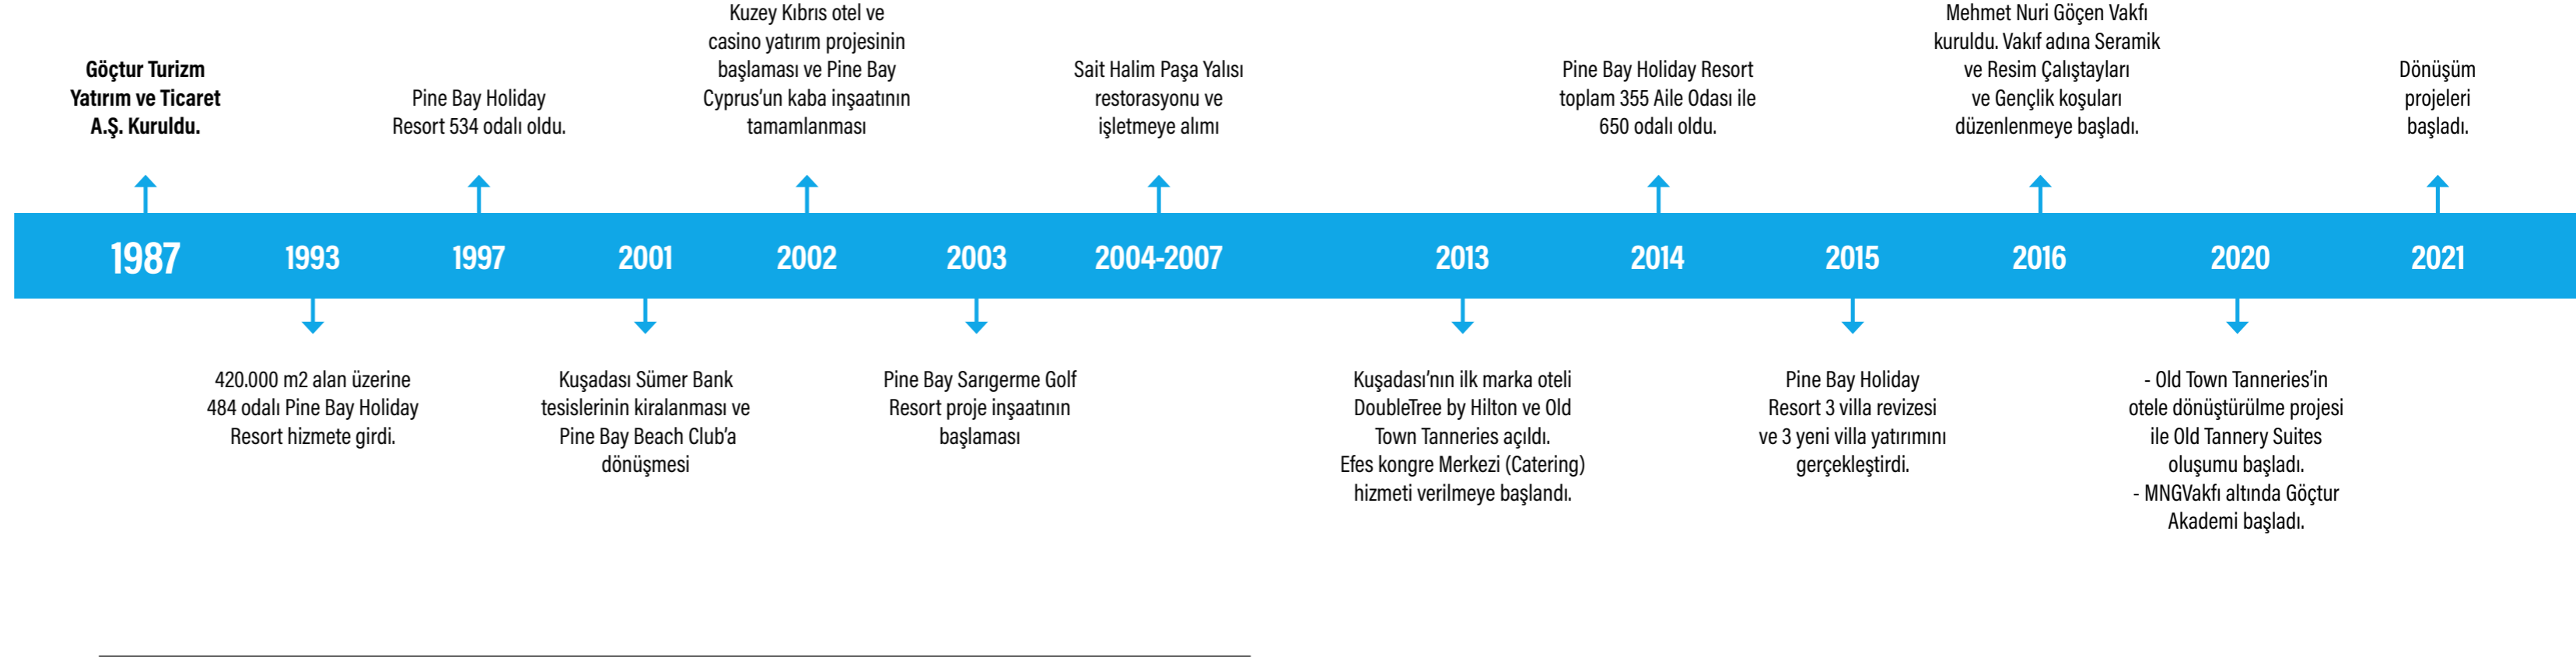 Göçtur Turizm
Yatırım ve Ticaret
A.Ş. Kuruldu.
Pine Bay Holiday
Resort 534 odalı oldu.
Kuzey Kıbrıs otel ve
casino yatırım projesinin
başlaması ve Pine Bay
Cyprus’un kaba inşaatının
tamamlanması
Sait Halim Paşa Yalısı
restorasyonu ve
işletmeye alımı
Pine Bay Holiday Resort
toplam 355 Aile Odası ile
650 odalı oldu.
Mehmet Nuri Göçen Vakfı
kuruldu. Vakıf adına Seramik
ve Resim Çalıştayları
ve Gençlik koşuları
düzenlenmeye başladı.
Dönüşüm
projeleri
başladı.
1987
1993
1997
2001
2002
2003
2004-2007
2013
2014
2015
2016
2020
2021
420.000 m2 alan üzerine
484 odalı Pine Bay Holiday
Resort hizmete girdi.
Kuşadası Sümer Bank
tesislerinin kiralanması ve
Pine Bay Beach Club’a
dönüşmesi
Pine Bay Sarıgerme Golf
Resort proje inşaatının
başlaması
Kuşadası’nın ilk marka oteli
DoubleTree by Hilton ve Old
Town Tanneries açıldı.
Efes kongre Merkezi (Catering)
hizmeti verilmeye başlandı.
Pine Bay Holiday
Resort 3 villa revizesi
ve 3 yeni villa yatırımını
gerçekleştirdi.
- Old Town Tanneries’in
otele dönüştürülme projesi
ile Old Tannery Suites
oluşumu başladı.
- MNGVakfı altında Göçtur
Akademi başladı.